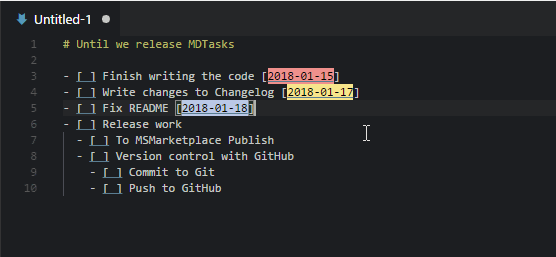 Untitled-1
1 # Until we release MDTasks
2
3 - [ ] Finish writing the code [2018-01-15]
4 - [ ] Write changes to Changelog [2018-01-17]
5 - [ ] Fix README [2018-01-18]
6 - [ ] Release work
7 - [ ] To MSMarketplace Publish
8 - [ ] Version control with GitHub
9 - [ ] Commit to Git
10 - [ ] Push to GitHub